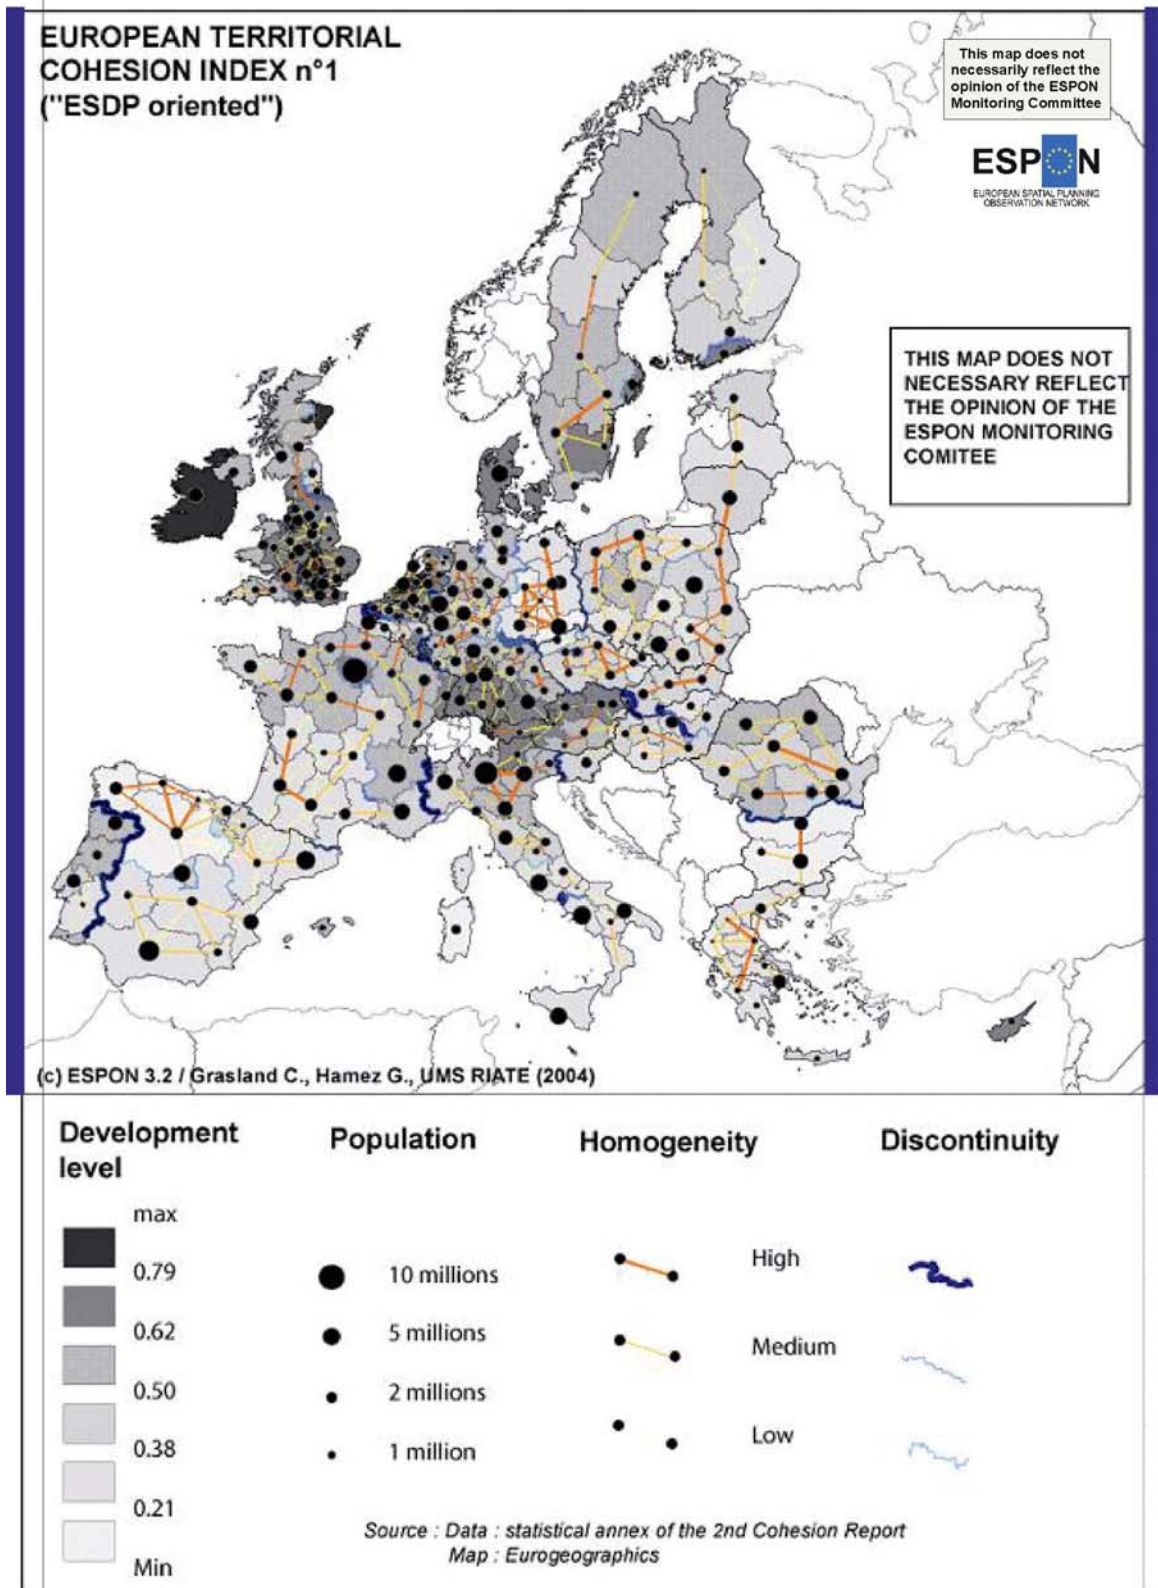 EUROPEAN TERRITORIAL
COHESION INDEX n°1
("ESDP oriented")
This map does not
necessarily reflect the
opinion of the ESPON
Monitoring Committee
ESPON
EUROPEAN SPATIAL PLANNING
OBSERVATION NETWORK
THIS MAP DOES NOT
NECESSARY REFLECT
THE OPINION OF THE
ESPON MONITORING
COMITEE
(c) ESPON 3.2 / Grasland C., Hamez G., UMS RIATE (2004)
Development
level
max
0.79
0.62
0.50
0.38
0.21
Min
Population
10 millions
5 millions
2 millions
1 million
Homogeneity
High
Medium
Low
Discontinuity
Source : Data : statistical annex of the 2nd Cohesion Report
Map : Eurogeographics